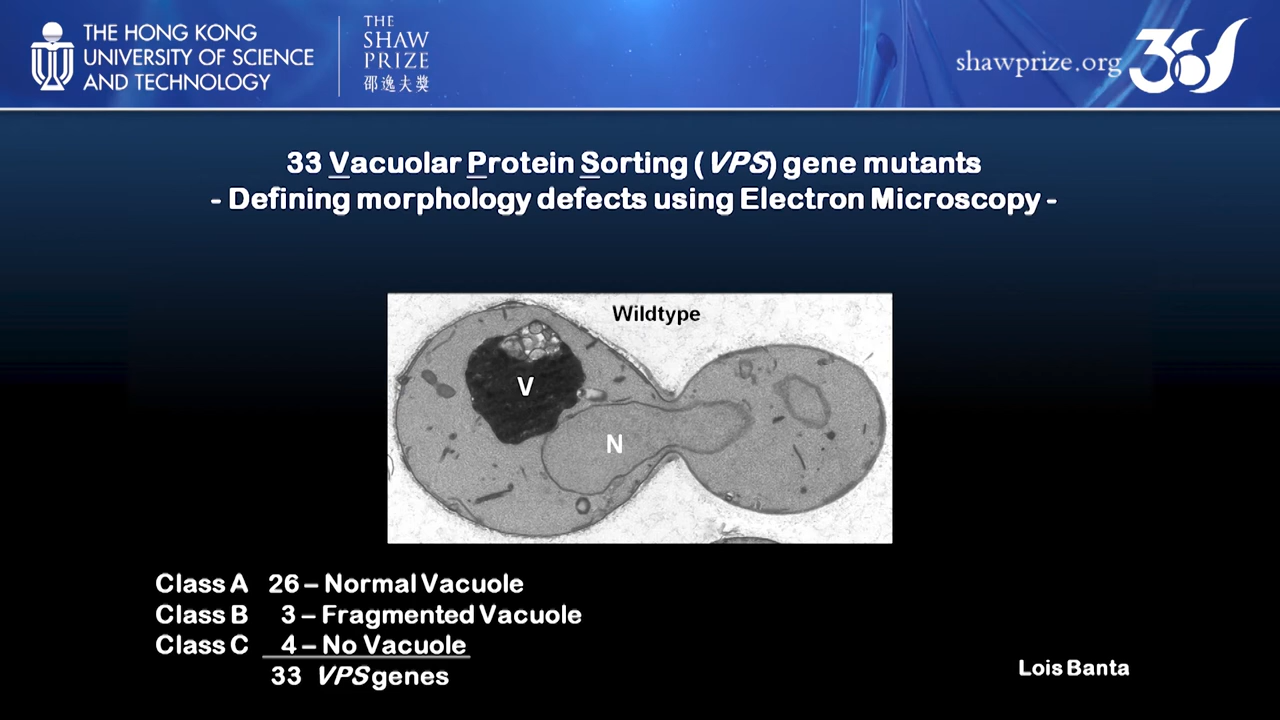 THE HONG KONG
UNIVERSITY OF SCIENCE
AND TECHNOLOGY
THE
SHAW
PRIZE
邵逸夫獎
shawprize.org
33 Vacuolar Protein Sorting (VPS) gene mutants
- Defining morphology defects using Electron Microscopy -
Wildtype
V
N
Class A 26 – Normal Vacuole
Class B 3 – Fragmented Vacuole
Class C 4 – No Vacuole
33 VPS genes
Lois Banta